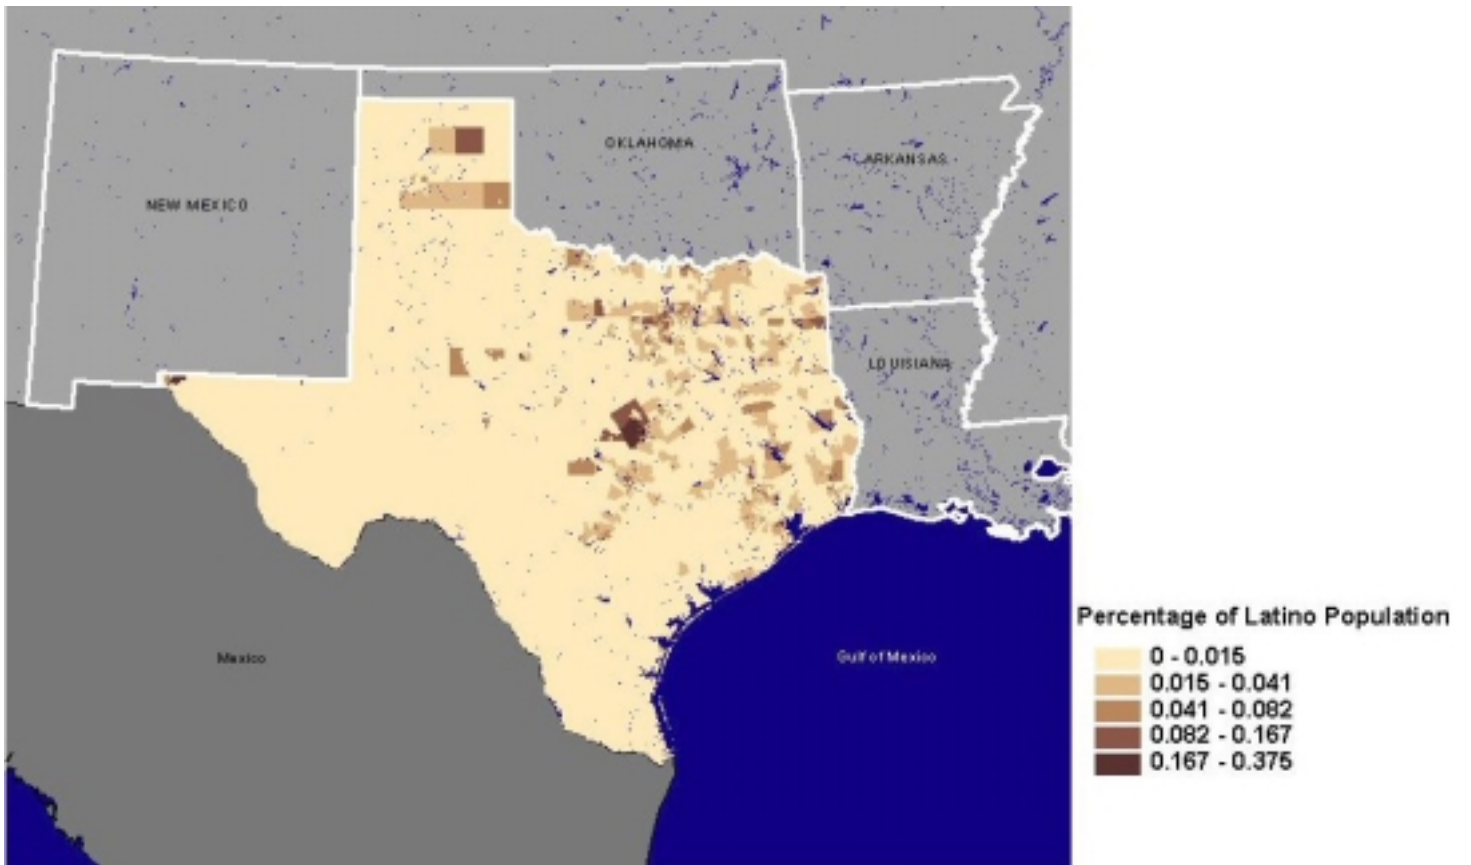 OKLAHOMA
ARKANSAS
NEW MEXICO
LOUISIANA
Percentage of Latino Population
0 - 0.015
0.015 - 0.041
0.041 - 0.082
0.082 - 0.167
0.167 - 0.375
Mexico
Gulf of Mexico